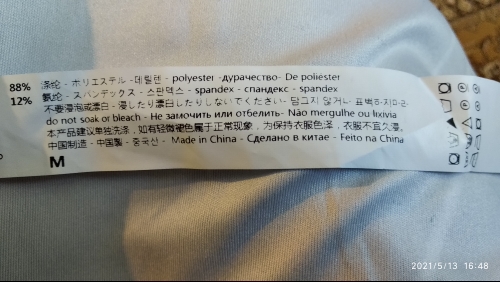 88% 涤纶 - ポリエステル -데릴렌 - polyester -дурачество- De poliester
12% 氨纶 - スパンデックス - 스판덱스 - spandex - спандекс - spandex
不要浸泡或漂白 - 浸したり漂白したりしないでください - 담그지 않거나 표백하지마라
do not soak or bleach - Не замочить или отбелить- Não mergulhe ou lixivia
本产品建议单独洗涤，如有轻微褪色属于正常现象，为保持衣服色泽，衣服不宜久浸。
中国制造 - 中国製 - 중국산 - Made in China - Сделано в китае - Feito na China
M
2021/5/13 16:48